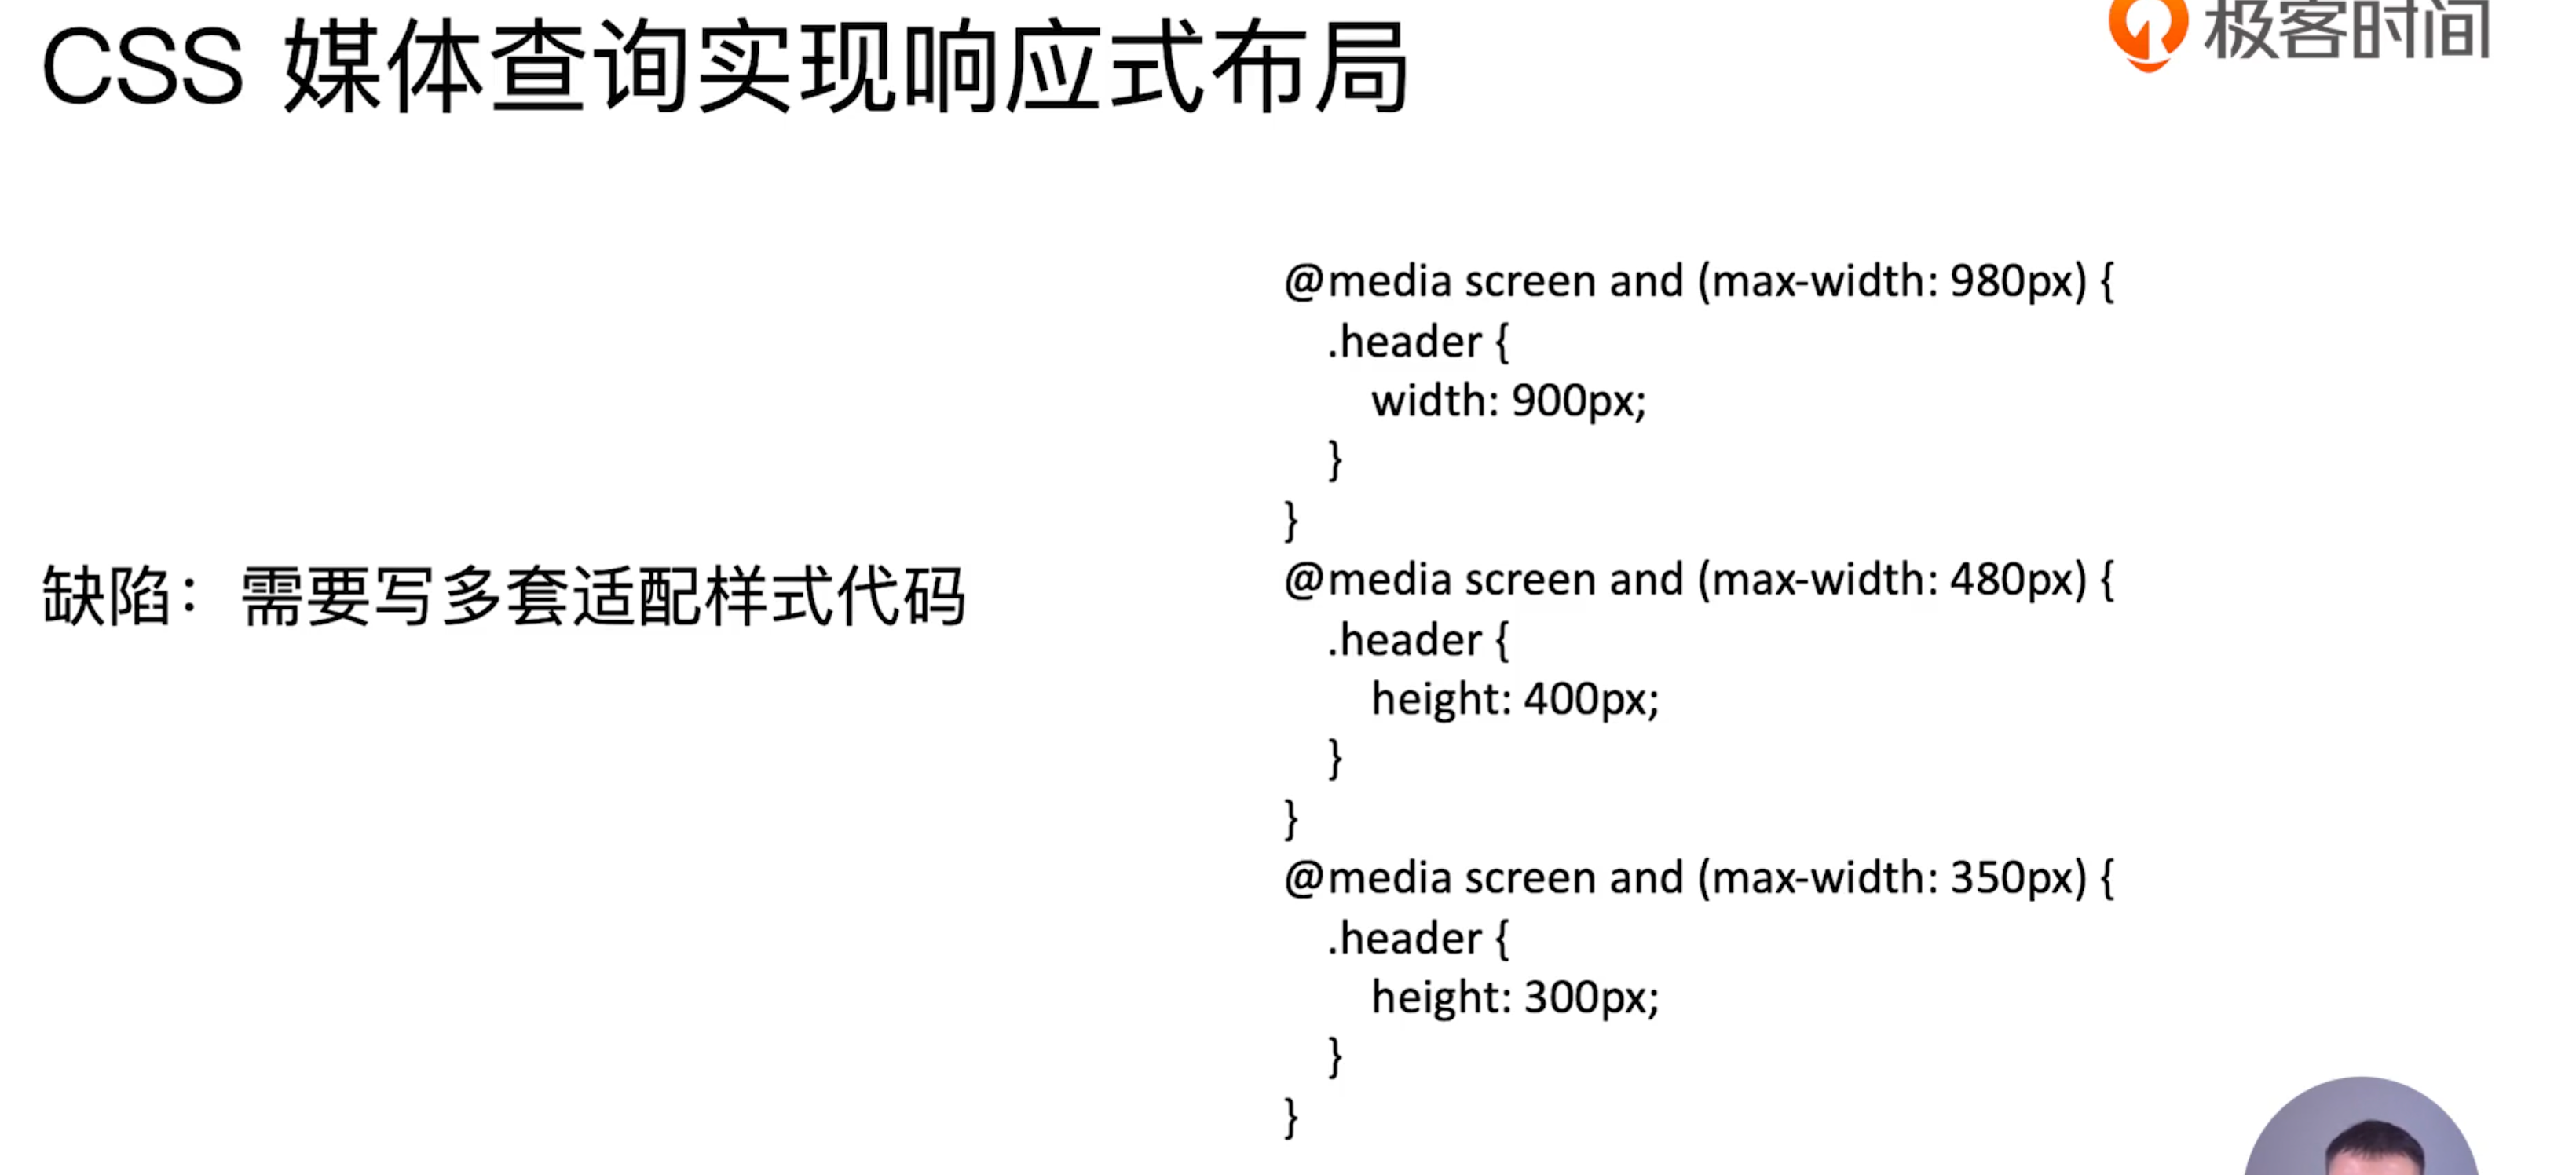 CSS 媒体查询实现响应式布局
极客时间
缺陷：需要写多套适配样式代码
@media screen and (max-width: 980px) {
.header {
width: 900px;
}
}
@media screen and (max-width: 480px) {
.header {
height: 400px;
}
}
@media screen and (max-width: 350px) {
.header {
height: 300px;
}
}